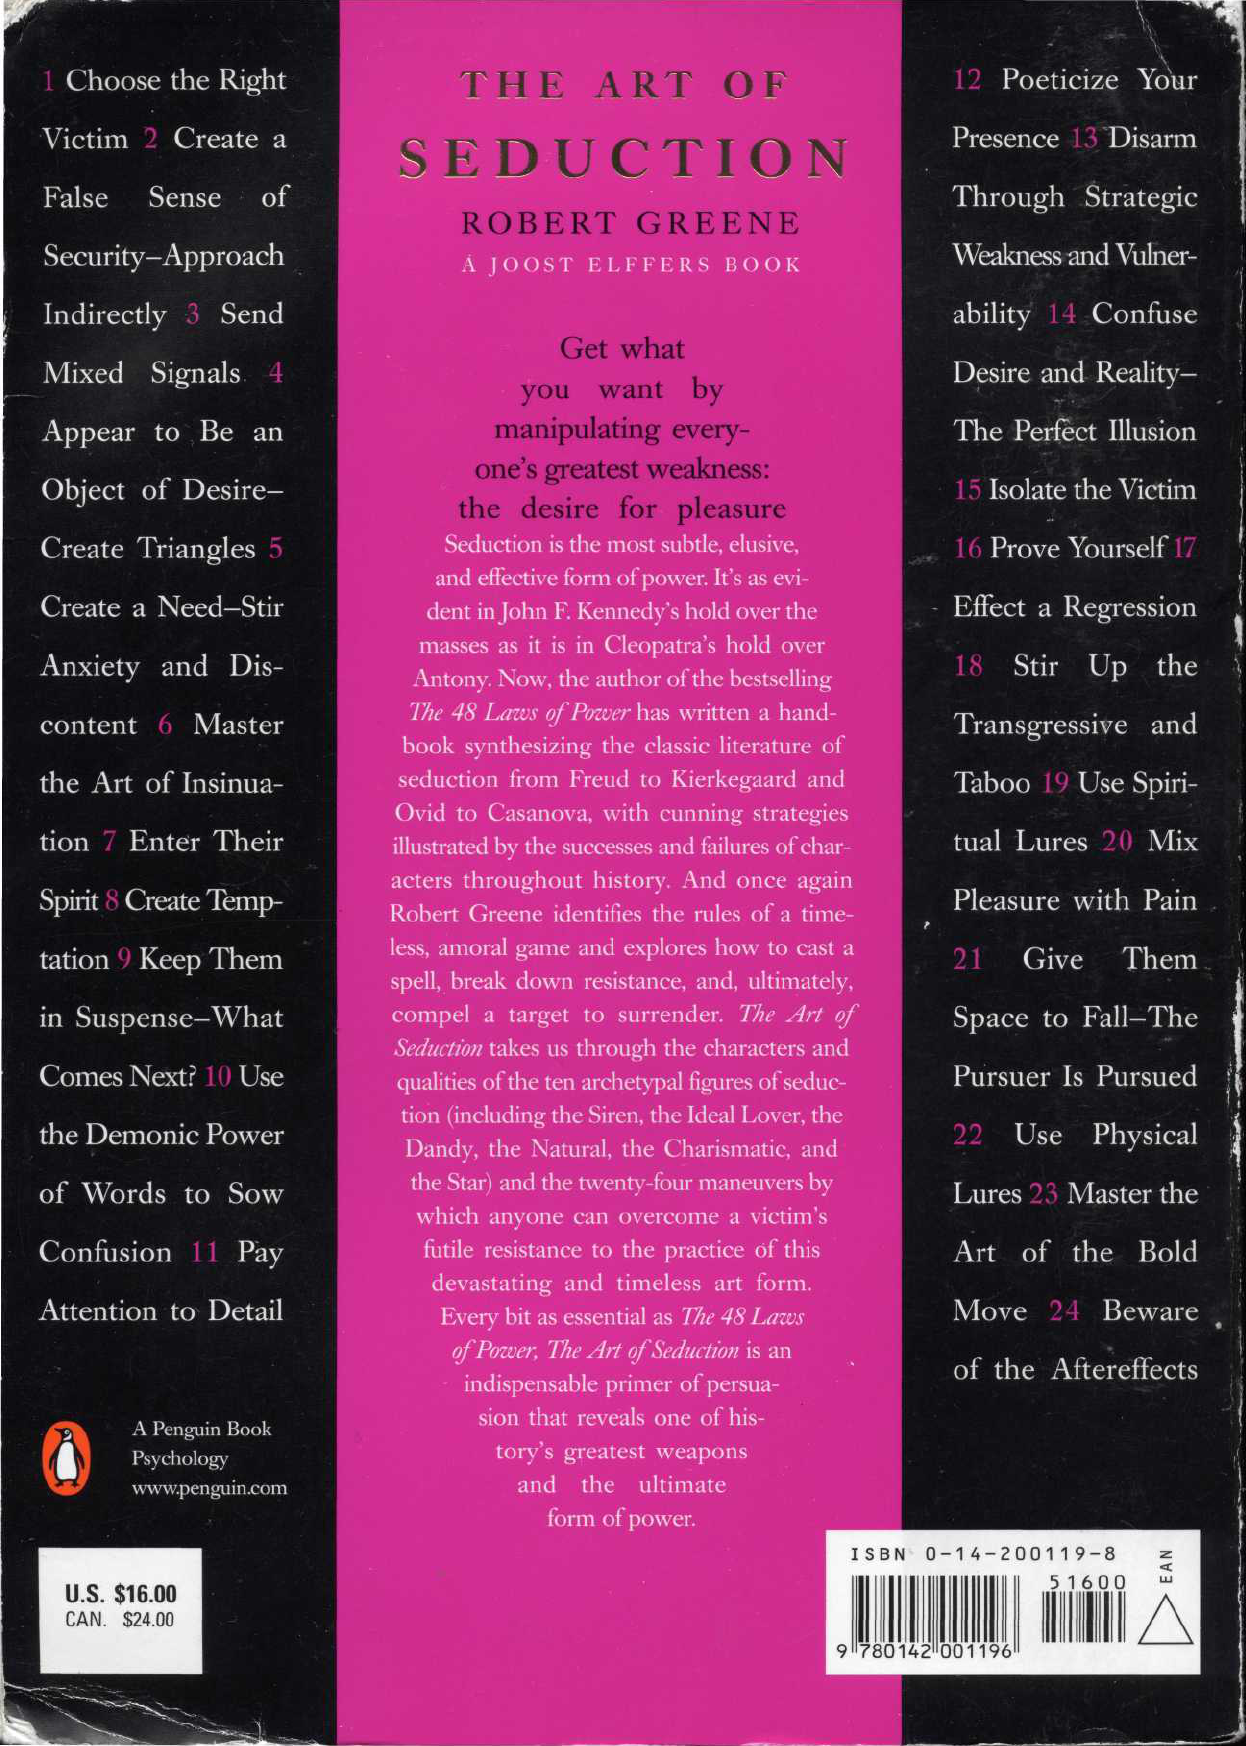 1 Choose the Right
Victim 2 Create a
False Sense of
Security–Approach
Indirectly 3 Send
Mixed Signals 4
Appear to Be an
Object of Desire–
Create Triangles 5
Create a Need–Stir
Anxiety and Dis-
content 6 Master
the Art of Insinua-
tion 7 Enter Their
Spirit 8 Create Temp-
tation 9 Keep Them
in Suspense–What
Comes Next? 10 Use
the Demonic Power
of Words to Sow
Confusion 11 Pay
Attention to Detail
A Penguin Book
Psychology
www.penguin.com
U.S. $16.00
CAN. $24.00
THE ART OF
SEDUCTION
ROBERT GREENE
A JOOST ELFFERS BOOK
Get what
you want by
manipulating every-
one's greatest weakness:
the desire for pleasure
Seduction is the most subtle, elusive,
and effective form of power. It's as evi-
dent in John F. Kennedy's hold over the
masses as it is in Cleopatra's hold over
Antony. Now, the author of the bestselling
The 48 Laws of Power has written a hand-
book synthesizing the classic literature of
seduction from Freud to Kierkegaard and
Ovid to Casanova, with cunning strategies
illustrated by the successes and failures of char-
acters throughout history. And once again
Robert Greene identifies the rules of a time-
less, amoral game and explores how to cast a
spell, break down resistance, and, ultimately,
compel a target to surrender. The Art of
Seduction takes us through the characters and
qualities of the ten archetypal figures of seduc-
tion (including the Siren, the Ideal Lover, the
Dandy, the Natural, the Charismatic, and
the Star) and the twenty-four maneuvers by
which anyone can overcome a victim's
futile resistance to the practice of this
devastating and timeless art form.
Every bit as essential as The 48 Laws
of Power, The Art of Seduction is an
indispensable primer of persua-
sion that reveals one of his-
tory's greatest weapons
and the ultimate
form of power.
12 Poeticize Your
Presence 13 Disarm
Through Strategic
Weakness and Vulner-
ability 14 Confuse
Desire and Reality–
The Perfect Illusion
15 Isolate the Victim
16 Prove Yourself 17
Effect a Regression
18 Stir Up the
Transgressive and
Taboo 19 Use Spiri-
tual Lures 20 Mix
Pleasure with Pain
21 Give Them
Space to Fall–The
Pursuer Is Pursued
22 Use Physical
Lures 23 Master the
Art of the Bold
Move 24 Beware
of the Aftereffects
ISBN 0-14-200119-8
51600
EAN
9 780142 001196